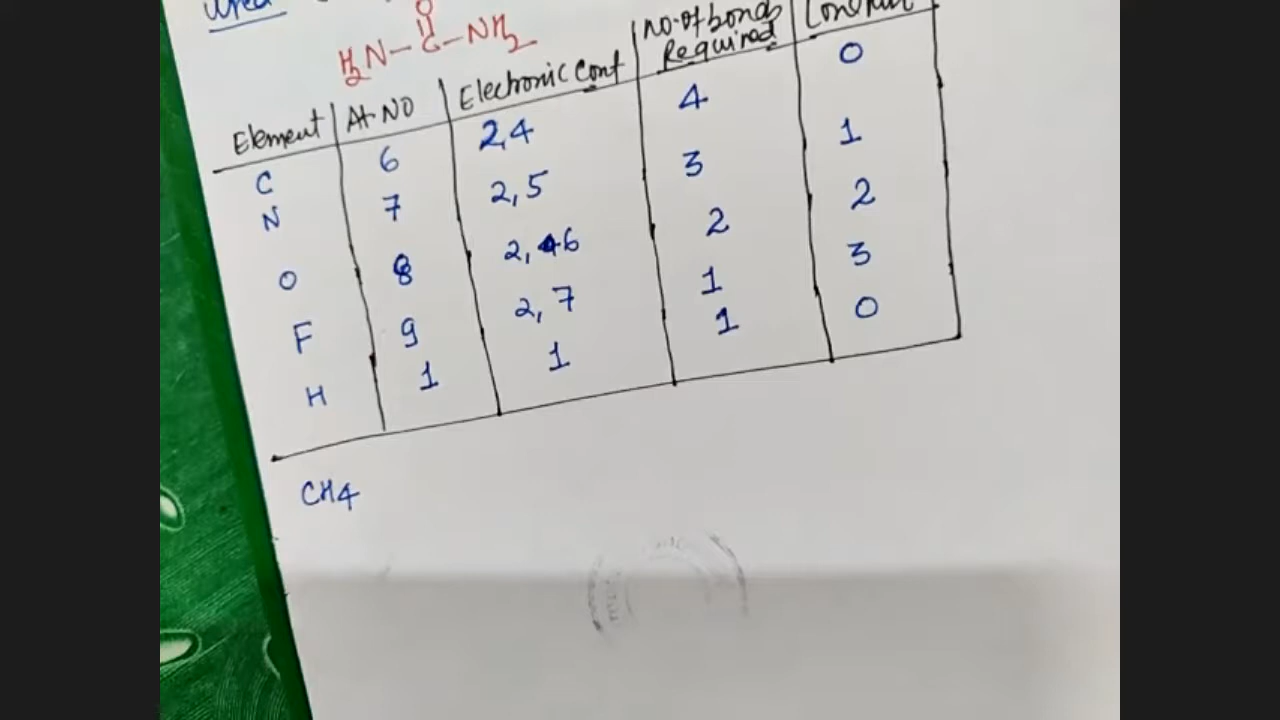 Urea
O
||
H2N-C-NH2
Element At·No Electronic Conf no·of bonds Required
C 6 2,4 4 0
N 7 2,5 3 1
O 8 2,6 2 2
F 9 2,7 1 3
H 1 1 1 0
CH4